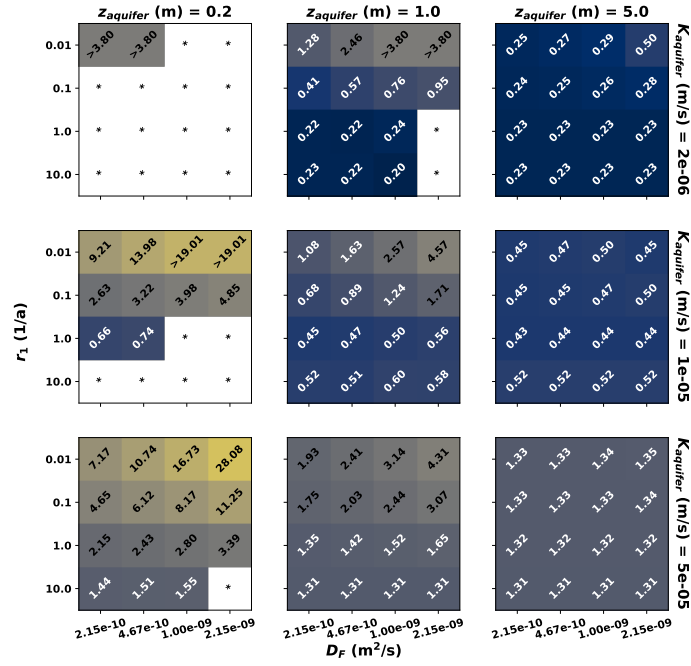 z_aquifer (m) = 0.2 z_aquifer (m) = 1.0 z_aquifer (m) = 5.0
0.01 >3.80 >3.80 * * 1.28 2.46 >3.80 >3.80 0.25 0.27 0.29 0.50
0.1 * * * * 0.41 0.57 0.76 0.95 0.24 0.25 0.26 0.28
1.0 * * * * 0.22 0.22 0.24 * 0.23 0.23 0.23 0.23
10.0 * * * * 0.23 0.22 0.20 * 0.23 0.23 0.23 0.23
K_aquifer (m/s) = 2e-06
0.01 9.21 13.98 >19.01 >19.01 1.08 1.63 2.57 4.57 0.45 0.47 0.50 0.45
0.1 2.63 3.22 3.98 4.85 0.68 0.89 1.24 1.71 0.45 0.45 0.47 0.50
1.0 0.66 0.74 * * 0.45 0.47 0.50 0.56 0.43 0.44 0.44 0.44
10.0 * * * * 0.52 0.51 0.60 0.58 0.52 0.52 0.52 0.52
K_aquifer (m/s) = 1e-05
r_1 (1/a)
0.01 7.17 10.74 16.73 28.08 1.93 2.41 3.14 4.31 1.33 1.33 1.34 1.35
0.1 4.65 6.12 8.17 11.25 1.75 2.03 2.44 3.07 1.33 1.33 1.33 1.34
1.0 2.15 2.43 2.80 3.39 1.35 1.42 1.52 1.65 1.32 1.32 1.32 1.32
10.0 1.44 1.51 1.55 * 1.31 1.31 1.31 1.31 1.31 1.31 1.31 1.31
K_aquifer (m/s) = 5e-05
2.15e-10 4.67e-10 1.00e-09 2.15e-09 2.15e-10 4.67e-10 1.00e-09 2.15e-09 2.15e-10 4.67e-10 1.00e-09 2.15e-09
D_F (m²/s)